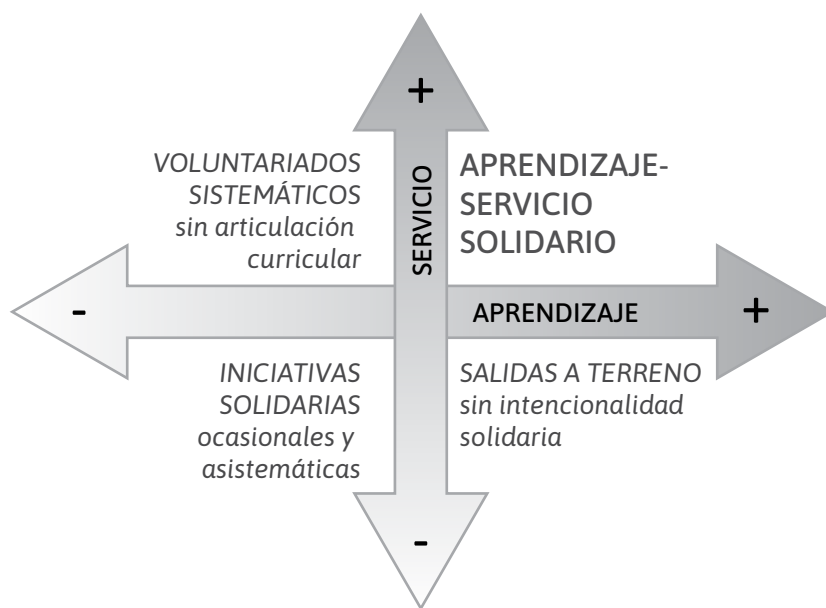 +
VOLUNTARIADOS
SISTEMÁTICOS
sin articulación
curricular
SERVICIO
APRENDIZAJE-
SERVICIO
SOLIDARIO
-
APRENDIZAJE
+
INICIATIVAS
SOLIDARIAS
ocasionales y
asistemáticas
SALIDAS A TERRENO
sin intencionalidad
solidaria
-